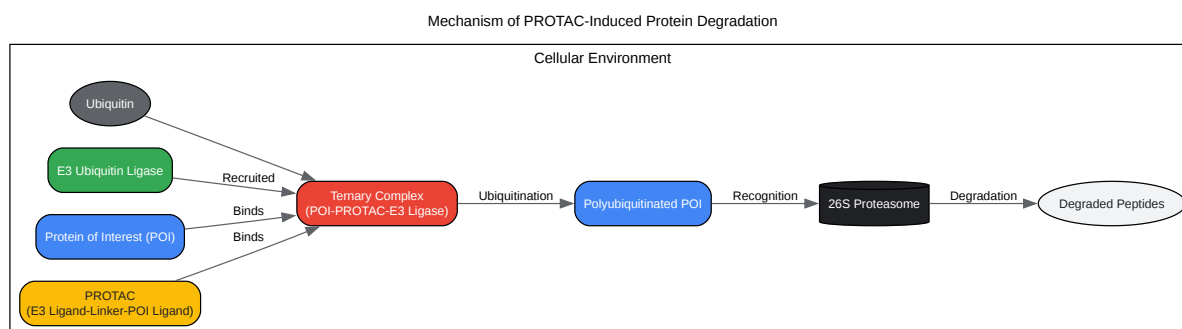 Mechanism of PROTAC-Induced Protein Degradation
Cellular Environment
Ubiquitin
E3 Ubiquitin Ligase
Recruited
Protein of Interest (POI)
Binds
Binds
PROTAC
(E3 Ligand-Linker-POI Ligand)
Ternary Complex
(POI-PROTAC-E3 Ligase)
Ubiquitination
Polyubiquitinated POI
Recognition
26S Proteasome
Degradation
Degraded Peptides